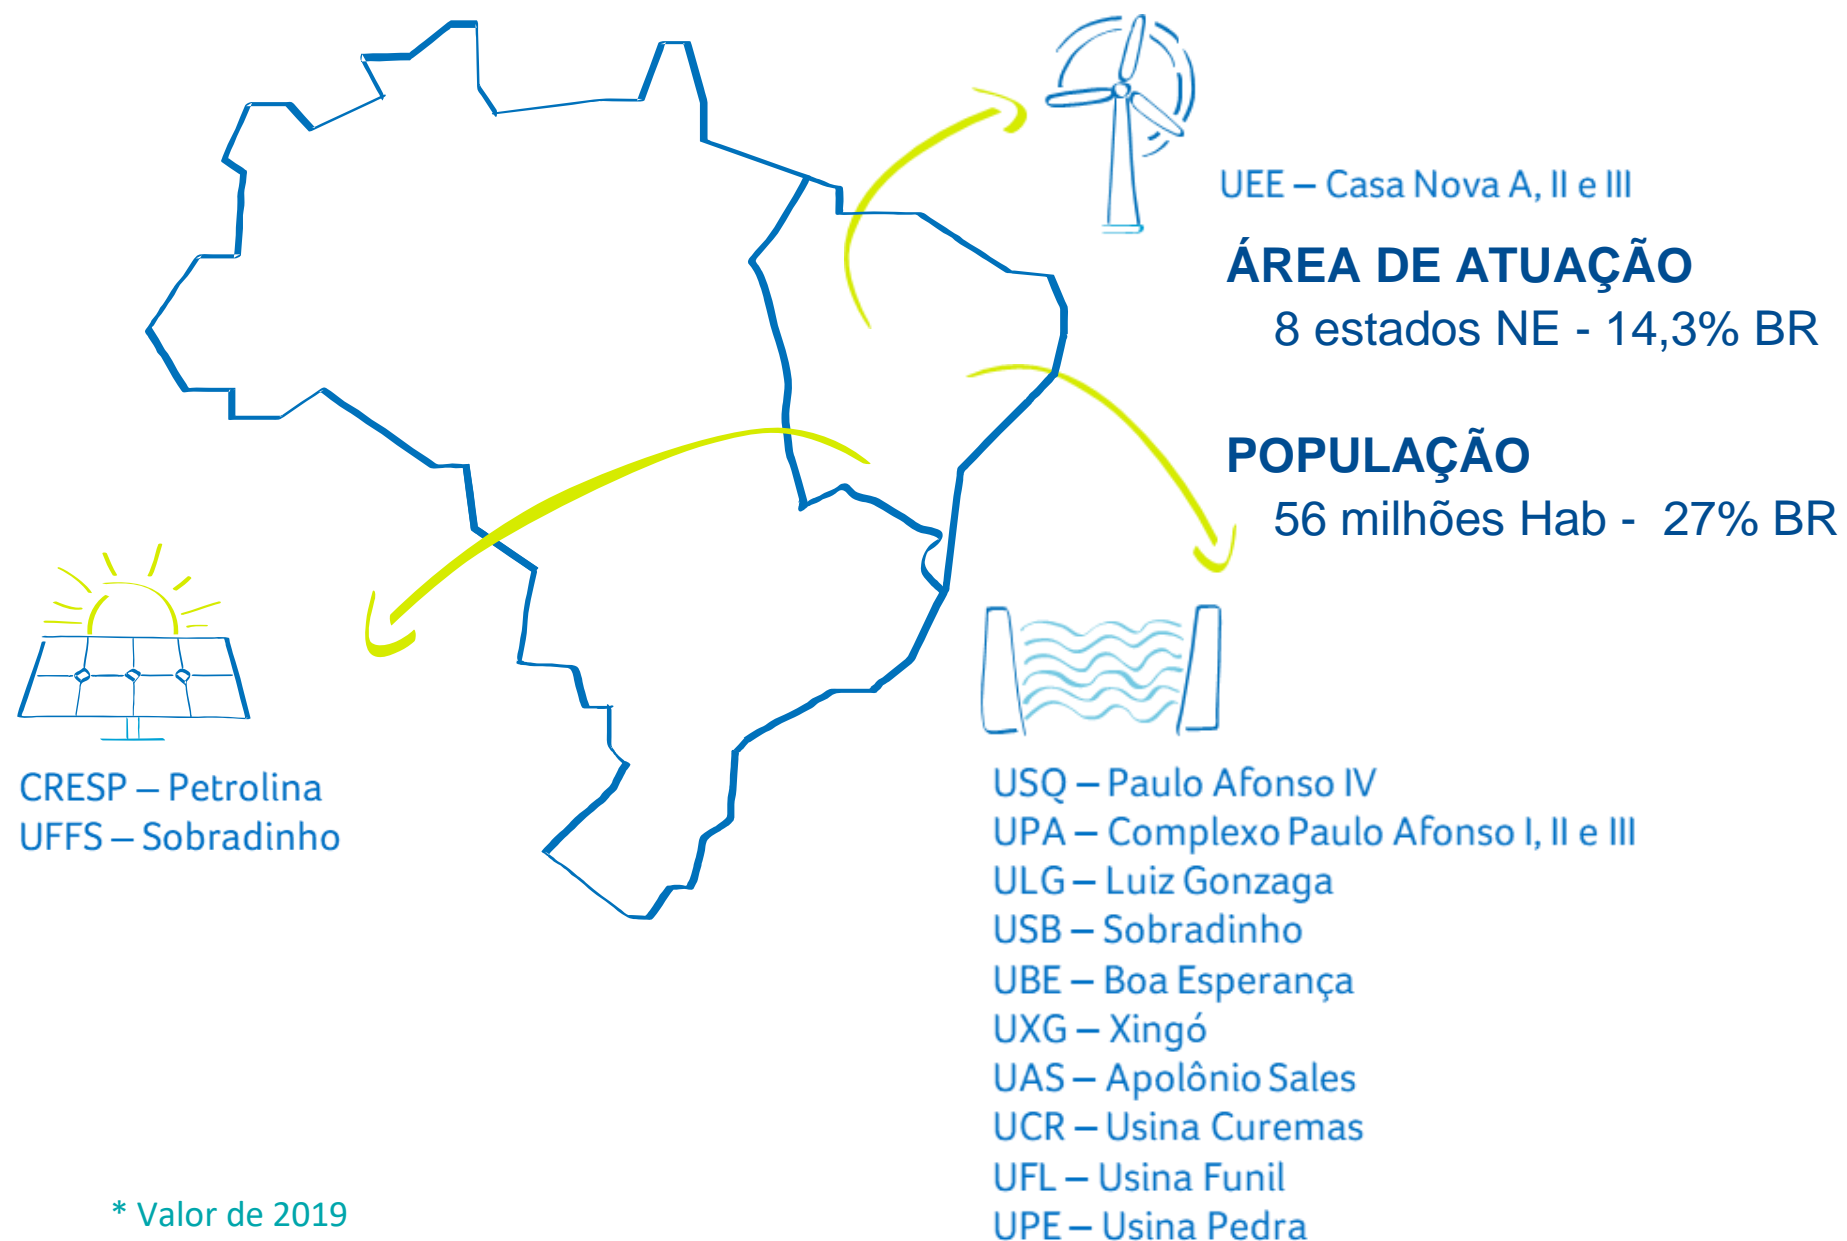 UEE – Casa Nova A, II e III
ÁREA DE ATUAÇÃO
8 estados NE - 14,3% BR
POPULAÇÃO
56 milhões Hab - 27% BR
CRESP – Petrolina
UFFS – Sobradinho
USQ – Paulo Afonso IV
UPA – Complexo Paulo Afonso I, II e III
ULG – Luiz Gonzaga
USB – Sobradinho
UBE – Boa Esperança
UXG – Xingó
UAS – Apolônio Sales
UCR – Usina Curemas
UFL – Usina Funil
UPE – Usina Pedra
* Valor de 2019